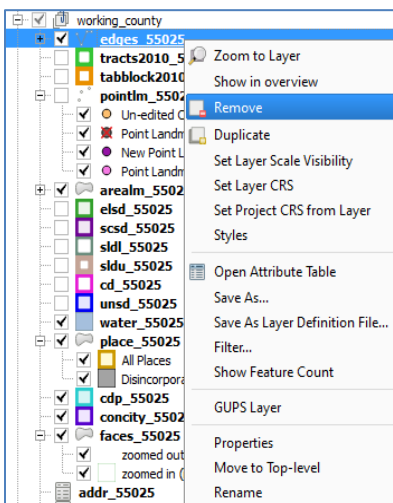 working_county
edges_55025
tracts2010_5
tabblock2010
pointlm_5502
Un-edited C
Point Landm
New Point L
Point Landm
arealm_5502
elsd_55025
scsd_55025
sldl_55025
sldu_55025
cd_55025
unsd_55025
water_55025
place_55025
All Places
Disincorpora
cdp_55025
concity_5502
faces_55025
zoomed out
zoomed in (
addr_55025
Zoom to Layer
Show in overview
Remove
Duplicate
Set Layer Scale Visibility
Set Layer CRS
Set Project CRS from Layer
Styles
Open Attribute Table
Save As...
Save As Layer Definition File...
Filter...
Show Feature Count
GUPS Layer
Properties
Move to Top-level
Rename